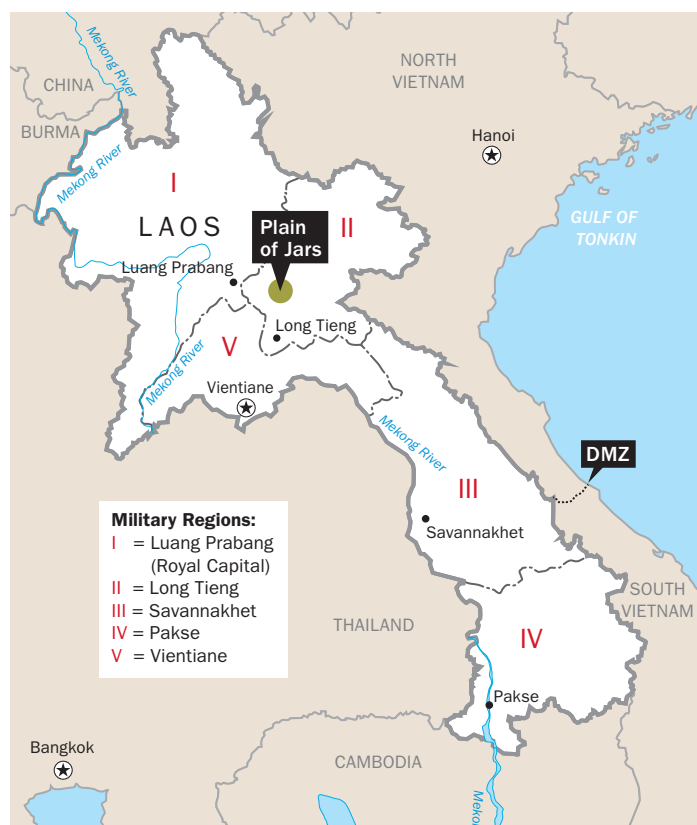 Mekong River
CHINA
NORTH
VIETNAM
BURMA
Hanoi
Mekong River
I
LAOS
Plain
of Jars
II
GULF OF
TONKIN
Luang Prabang
Long Tieng
V
Mekong River
Vientiane
Mekong River
DMZ
III
Savannakhet
Military Regions:
I = Luang Prabang
(Royal Capital)
II = Long Tieng
III = Savannakhet
IV = Pakse
V = Vientiane
SOUTH
VIETNAM
THAILAND
IV
Pakse
Bangkok
CAMBODIA
Meko